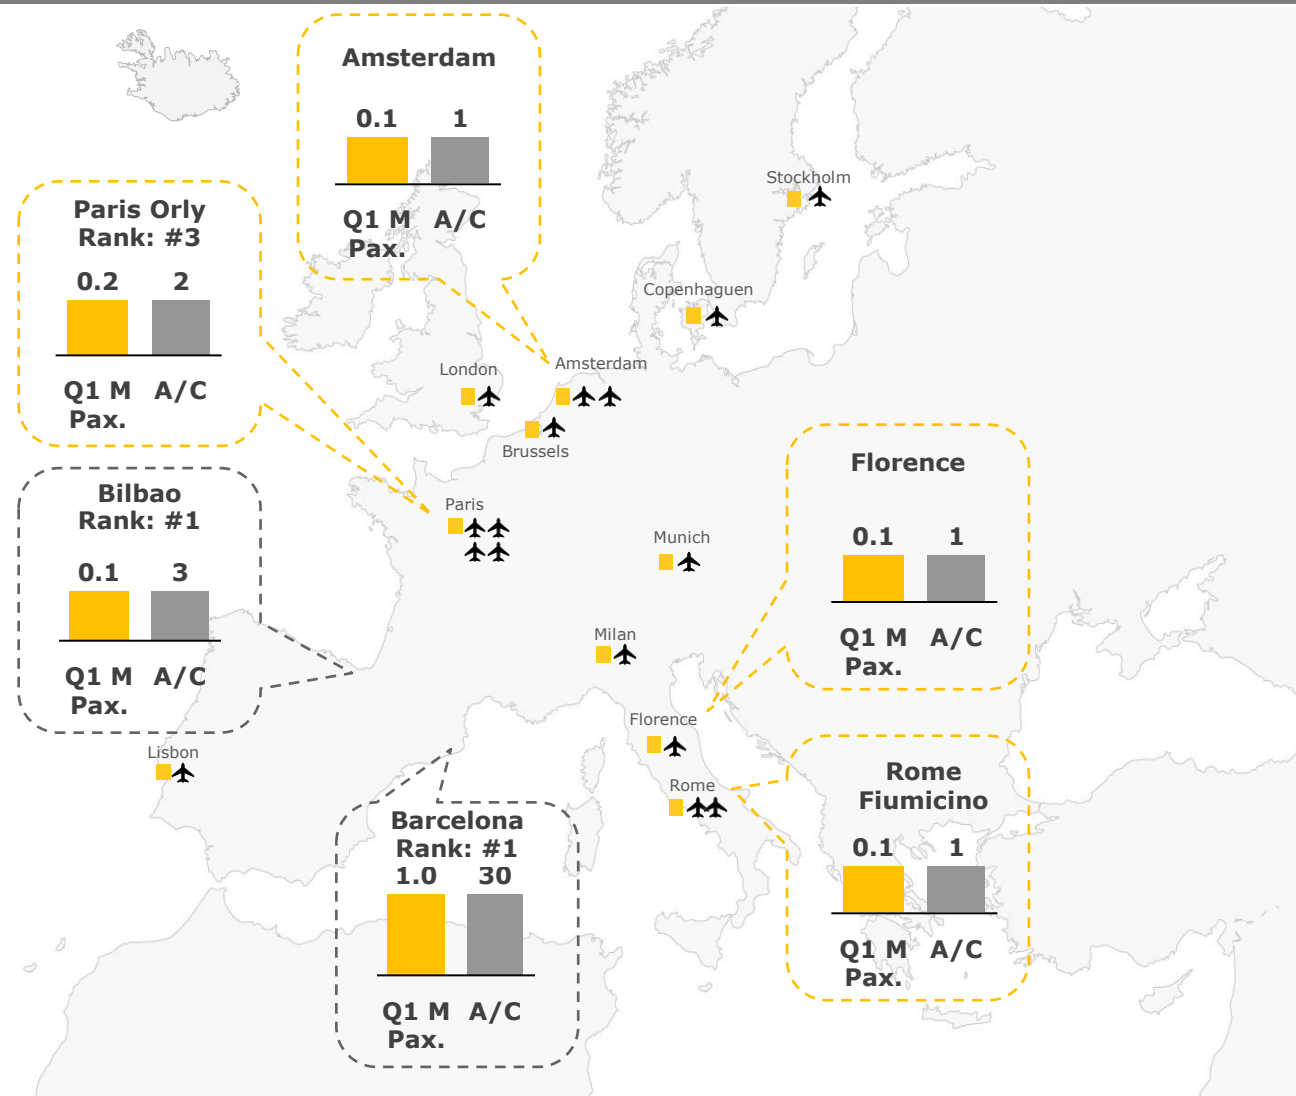 Amsterdam
0.1 1
Q1 M A/C
Pax.
Paris Orly
Rank: #3
0.2 2
Q1 M A/C
Pax.
Bilbao
Rank: #1
0.1 3
Q1 M A/C
Pax.
Stockholm
Copenhaguen
London
Amsterdam
Brussels
Paris
Munich
Milan
Florence
Rome
Lisbon
Florence
0.1 1
Q1 M A/C
Pax.
Barcelona
Rank: #1
1.0 30
Q1 M A/C
Pax.
Rome
Fiumicino
0.1 1
Q1 M A/C
Pax.